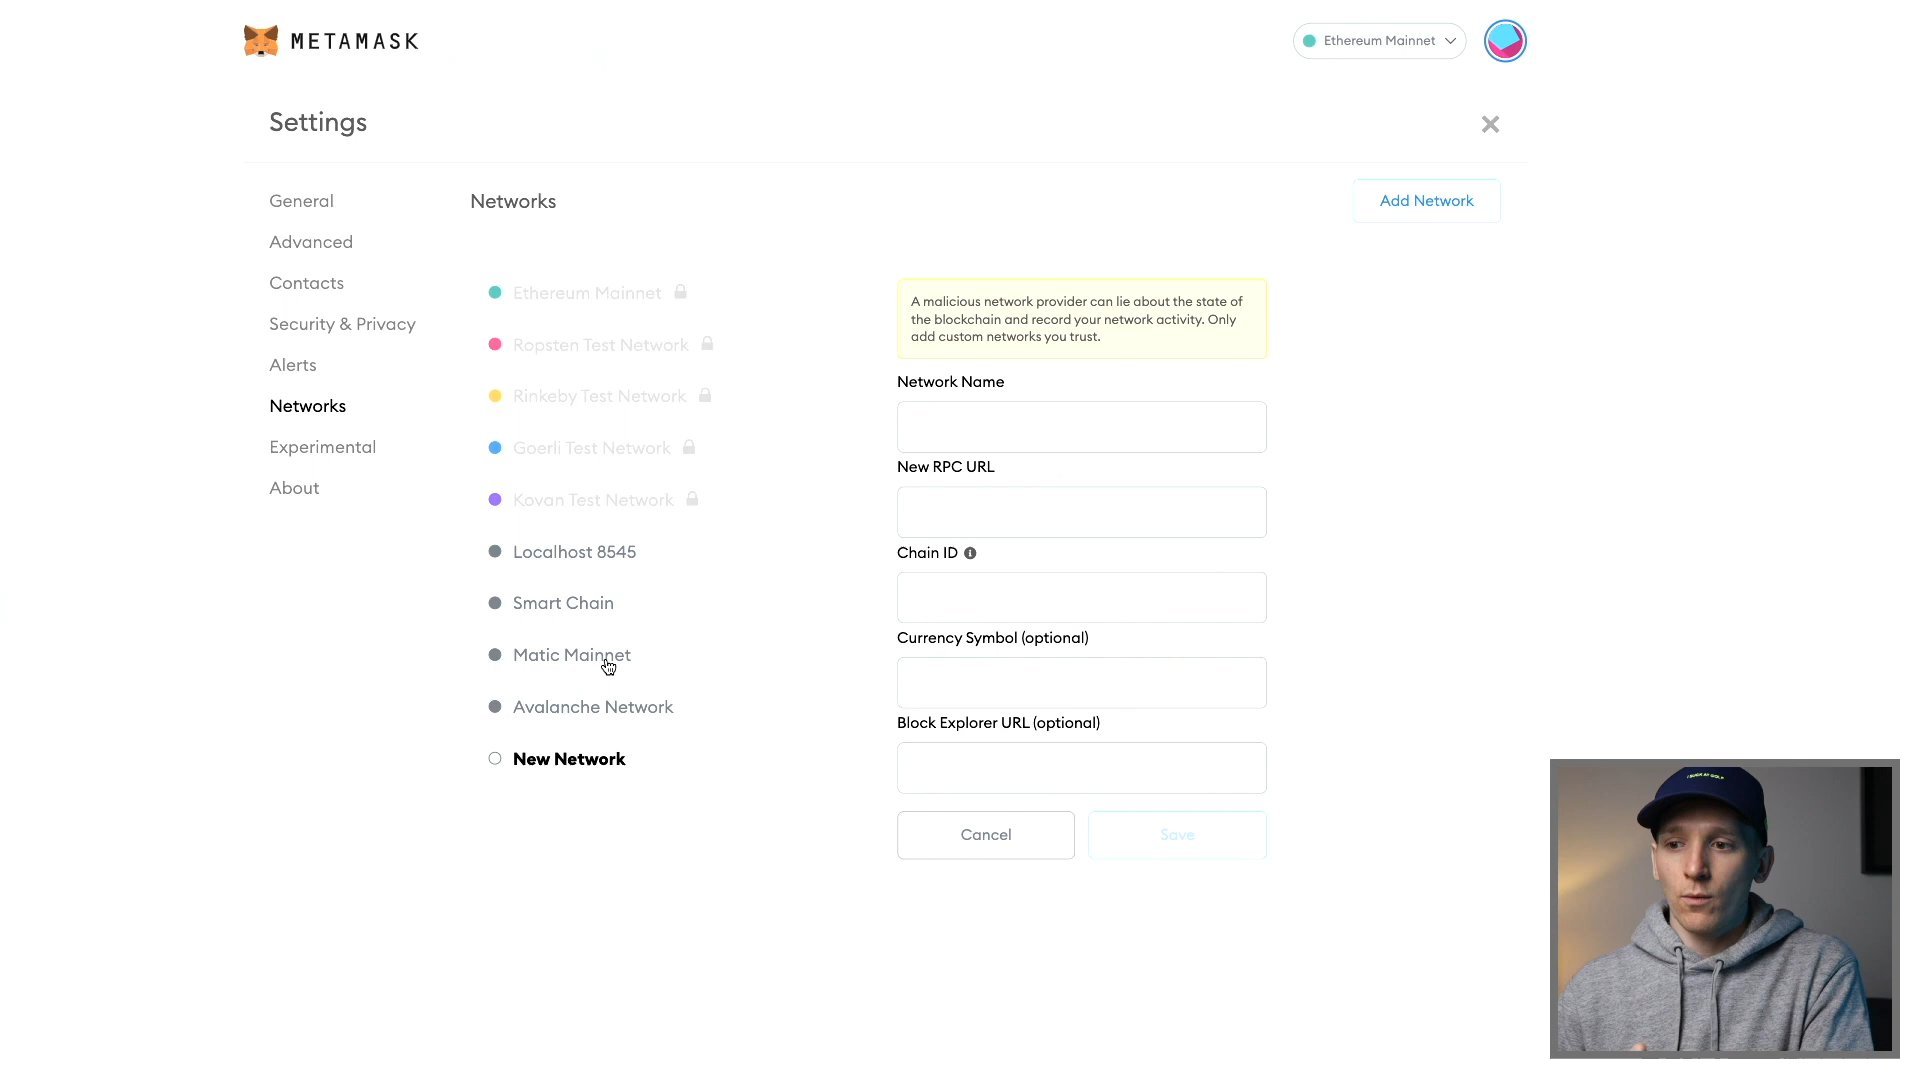 METAMASK
Ethereum Mainnet
Settings
General
Advanced
Contacts
Security & Privacy
Alerts
Networks
Experimental
About
Networks
Add Network
Ethereum Mainnet
Ropsten Test Network
Rinkeby Test Network
Goerli Test Network
Kovan Test Network
Localhost 8545
Smart Chain
Matic Mainnet
Avalanche Network
New Network
A malicious network provider can lie about the state of
the blockchain and record your network activity. Only
add custom networks you trust.
Network Name
New RPC URL
Chain ID
Currency Symbol (optional)
Block Explorer URL (optional)
Cancel
Save
I SUCK AT GOLF